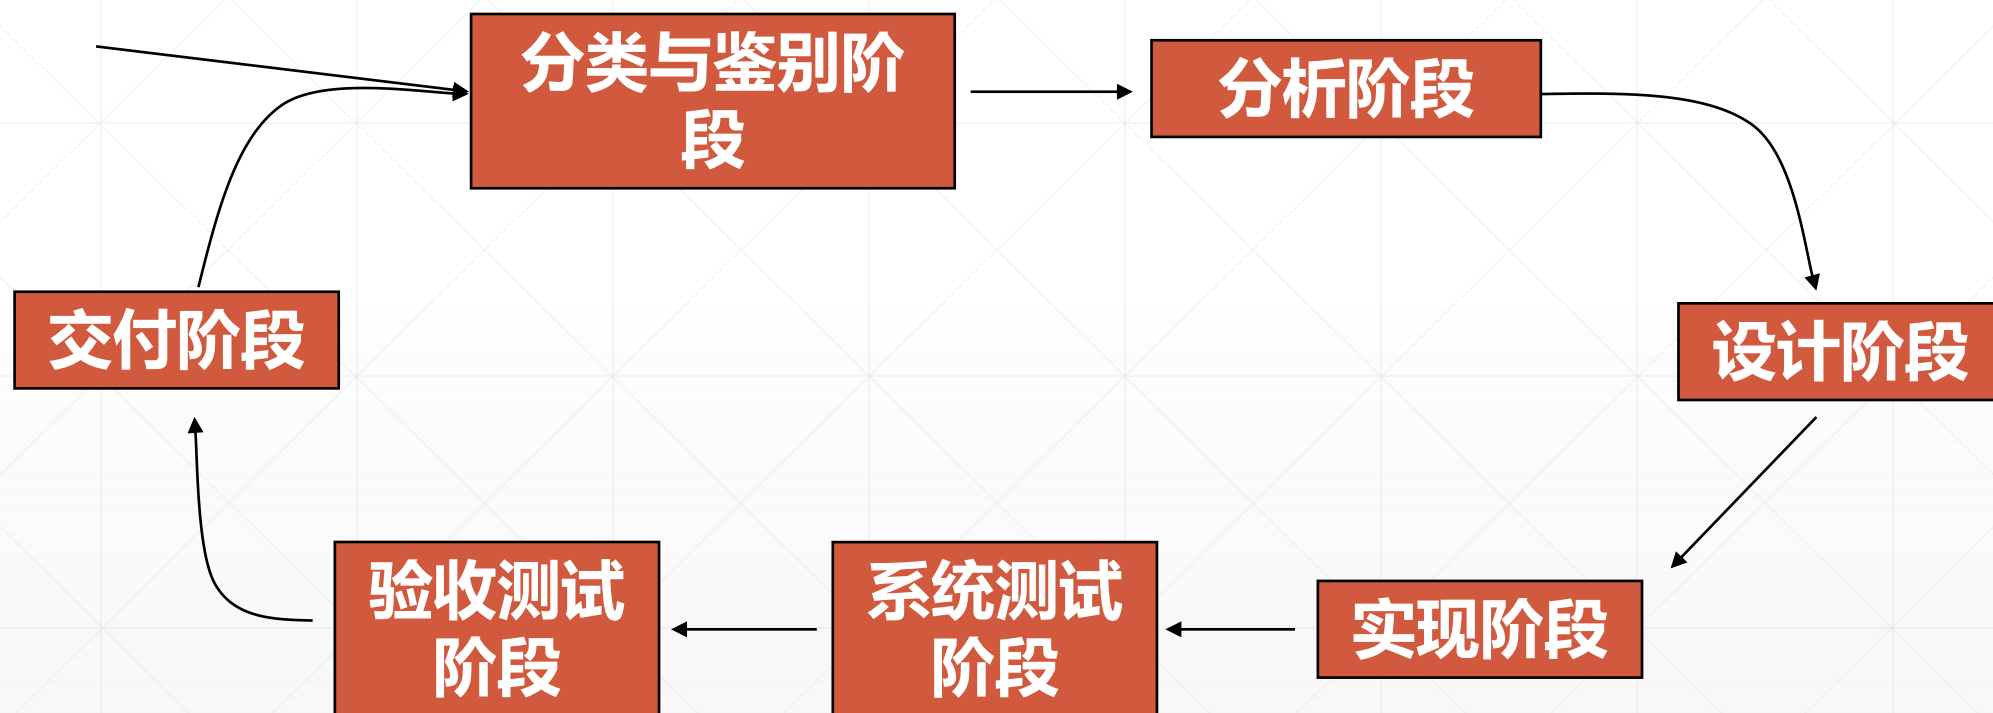 分类与鉴别阶
段
分析阶段
交付阶段
设计阶段
验收测试
阶段
系统测试
阶段
实现阶段